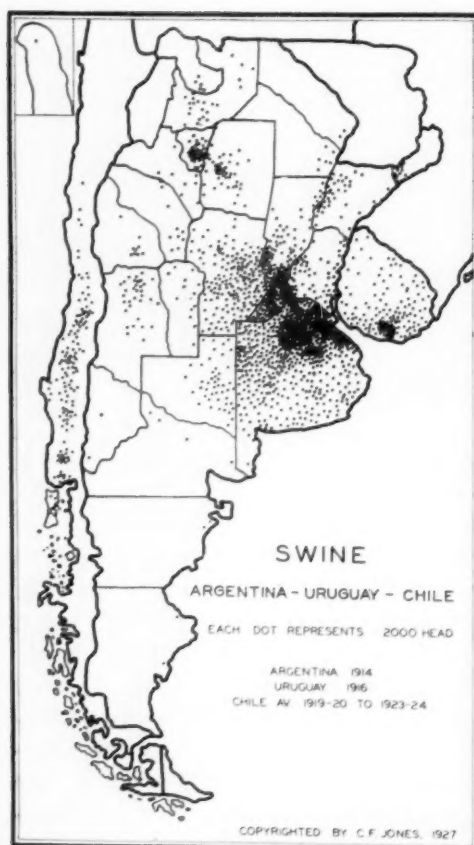 SWINE
ARGENTINA - URUGUAY - CHILE
EACH DOT REPRESENTS 2000 HEAD
ARGENTINA 1914
URUGUAY 1916
CHILE AV. 1919-20 TO 1923-24
COPYRIGHTED BY C.F. JONES, 1927